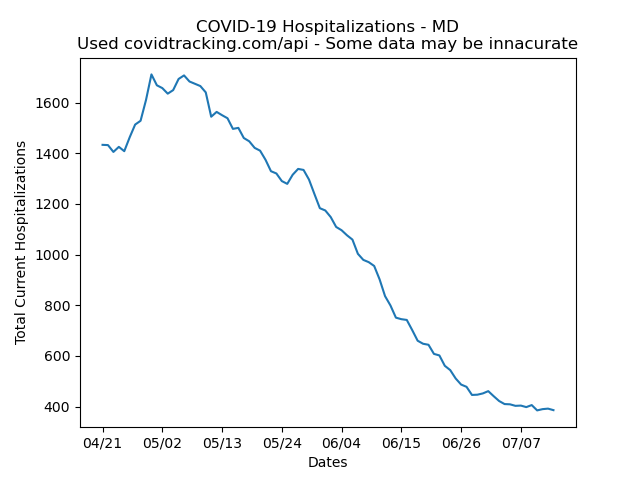 COVID-19 Hospitalizations - MD
Used covidtracking.com/api - Some data may be innacurate
Total Current Hospitalizations
1600
1400
1200
1000
800
600
400
04/21 05/02 05/13 05/24 06/04 06/15 06/26 07/07
Dates